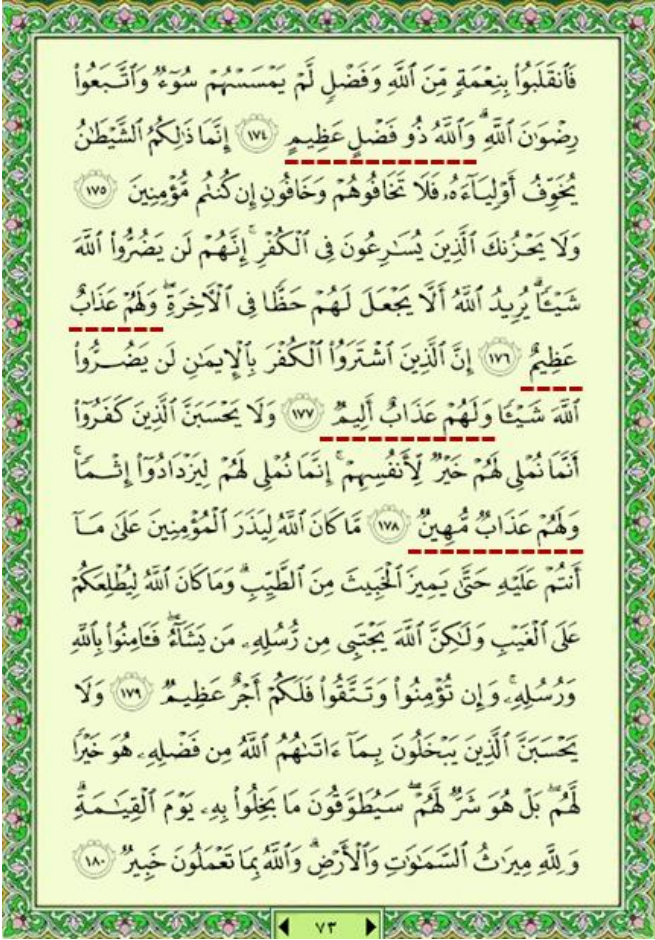 فَٱنقَلَبُوا۟ بِنِعْمَةٍ مِّنَ ٱللَّهِ وَفَضْلٍ لَّمْ يَمْسَسْهُمْ سُوٓءٌ وَٱتَّبَعُوا۟
رِضْوَٰنَ ٱللَّهِ ۗ وَٱللَّهُ ذُو فَضْلٍ عَظِيمٍ ١٧٤ إِنَّمَا ذَٰلِكُمُ ٱلشَّيْطَٰنُ
يُخَوِّفُ أَوْلِيَآءَهُۥ فَلَا تَخَافُوهُمْ وَخَافُونِ إِن كُنتُم مُّؤْمِنِينَ ١٧٥
وَلَا يَحْزُنكَ ٱلَّذِينَ يُسَٰرِعُونَ فِى ٱلْكُفْرِ ۚ إِنَّهُمْ لَن يَضُرُّوا۟ ٱللَّهَ
شَيْـًٔا ۗ يُرِيدُ ٱللَّهُ أَلَّا يَجْعَلَ لَهُمْ حَظًّا فِى ٱلْـَٔاخِرَةِ ۖ وَلَهُمْ عَذَابٌ
عَظِيمٌ ١٧٦ إِنَّ ٱلَّذِينَ ٱشْتَرَوُا۟ ٱلْكُفْرَ بِٱلْإِيمَٰنِ لَن يَضُرُّوا۟
ٱللَّهَ شَيْـًٔا وَلَهُمْ عَذَابٌ أَلِيمٌ ١٧٧ وَلَا يَحْسَبَنَّ ٱلَّذِينَ كَفَرُوٓا۟
أَنَّمَا نُمْلِى لَهُمْ خَيْرٌ لِّأَنفُسِهِمْ ۚ إِنَّمَا نُمْلِى لَهُمْ لِيَزْدَادُوٓا۟ إِثْمًا ۚ
وَلَهُمْ عَذَابٌ مُّهِينٌ ١٧٨ مَّا كَانَ ٱللَّهُ لِيَذَرَ ٱلْمُؤْمِنِينَ عَلَىٰ مَآ
أَنتُمْ عَلَيْهِ حَتَّىٰ يَمِيزَ ٱلْخَبِيثَ مِنَ ٱلطَّيِّبِ ۗ وَمَا كَانَ ٱللَّهُ لِيُطْلِعَكُمْ
عَلَى ٱلْغَيْبِ وَلَٰكِنَّ ٱللَّهَ يَجْتَبِى مِن رُّسُلِهِۦ مَن يَشَآءُ ۖ فَـَٔامِنُوا۟ بِٱللَّهِ
وَرُسُلِهِۦ ۚ وَإِن تُؤْمِنُوا۟ وَتَتَّقُوا۟ فَلَكُمْ أَجْرٌ عَظِيمٌ ١٧٩ وَلَا
يَحْسَبَنَّ ٱلَّذِينَ يَبْخَلُونَ بِمَآ ءَاتَىٰهُمُ ٱللَّهُ مِن فَضْلِهِۦ هُوَ خَيْرًا
لَّهُم ۖ بَلْ هُوَ شَرٌّ لَّهُمْ ۖ سَيُطَوَّقُونَ مَا بَخِلُوا۟ بِهِۦ يَوْمَ ٱلْقِيَٰمَةِ ۗ
وَلِلَّهِ مِيرَٰثُ ٱلسَّمَٰوَٰتِ وَٱلْأَرْضِ ۗ وَٱللَّهُ بِمَا تَعْمَلُونَ خَبِيرٌ ١٨٠
٧٣